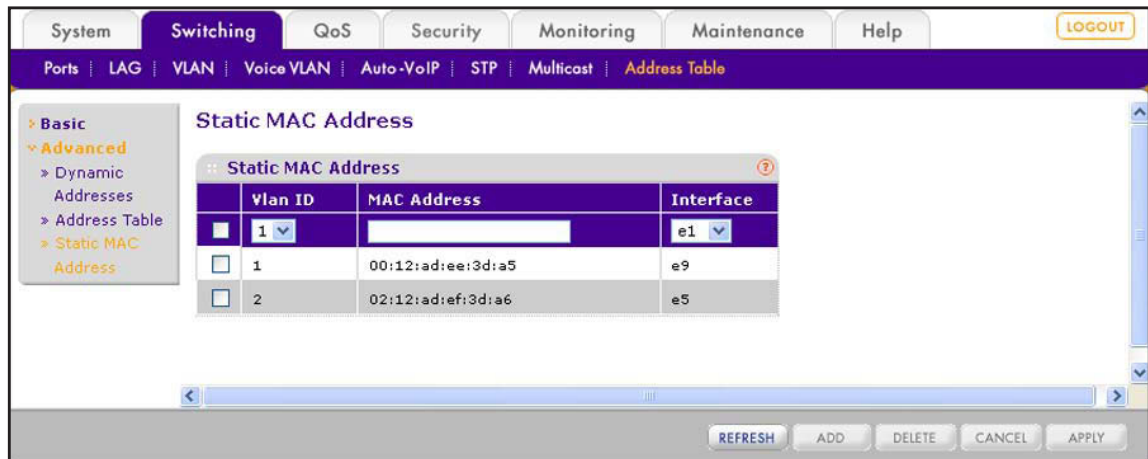 System Switching QoS Security Monitoring Maintenance Help LOGOUT
Ports LAG VLAN Voice VLAN Auto-VoIP STP Multicast Address Table
Basic
Advanced
» Dynamic
Addresses
» Address Table
» Static MAC
Address
Static MAC Address
Static MAC Address ?
Vlan ID MAC Address Interface
1 e1
1 00:12:ad:ee:3d:a5 e9
2 02:12:ad:ef:3d:a6 e5
REFRESH ADD DELETE CANCEL APPLY